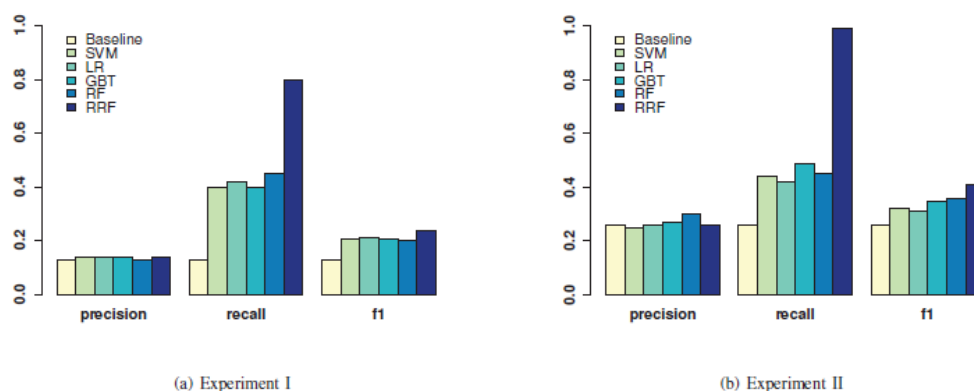 1.0
0.8
0.6
0.4
0.2
0.0
Baseline
SVM
LR
GBT
RF
RRF
precision
recall
f1
(a) Experiment I
1.0
0.8
0.6
0.4
0.2
0.0
Baseline
SVM
LR
GBT
RF
RRF
precision
recall
f1
(b) Experiment II